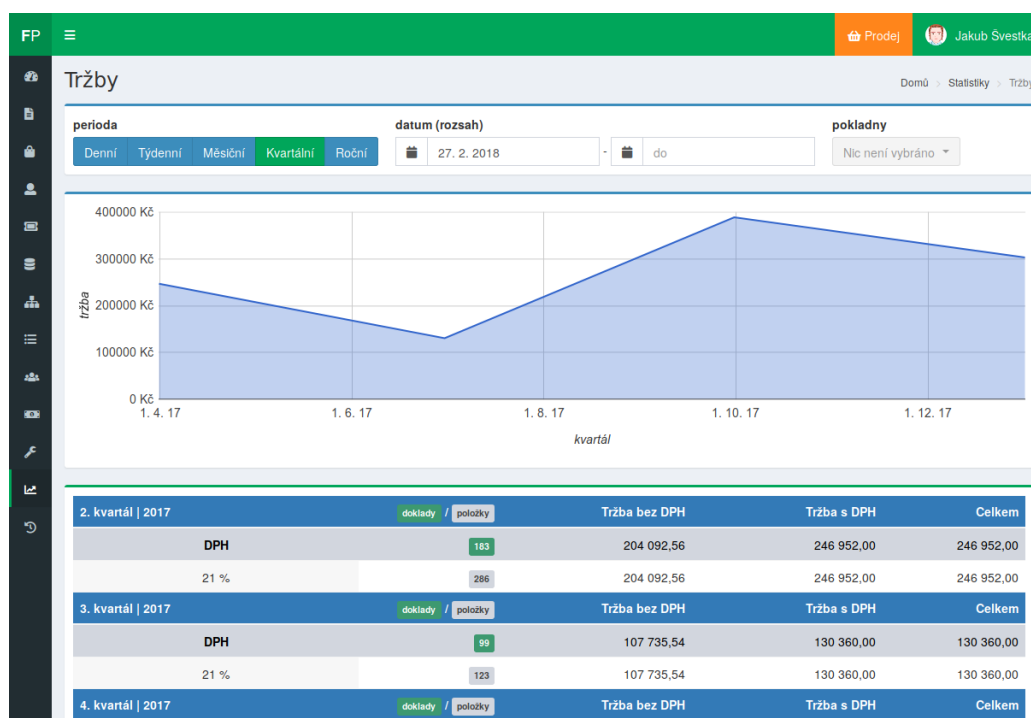 FP Prodej Jakub Švestka
Tržby Domů > Statistiky > Tržby
perioda datum (rozsah) pokladny
Denní Týdenní Měsíční Kvartální Roční 27. 2. 2018 - do Nic není vybráno
400000 Kč
300000 Kč
200000 Kč
100000 Kč
0 Kč
tržba
1. 4. 17 1. 6. 17 1. 8. 17 1. 10. 17 1. 12. 17
kvartál
2. kvartál | 2017 doklady / položky Tržba bez DPH Tržba s DPH Celkem
DPH 183 204 092,56 246 952,00 246 952,00
21 % 286 204 092,56 246 952,00 246 952,00
3. kvartál | 2017 doklady / položky Tržba bez DPH Tržba s DPH Celkem
DPH 99 107 735,54 130 360,00 130 360,00
21 % 123 107 735,54 130 360,00 130 360,00
4. kvartál | 2017 doklady / položky Tržba bez DPH Tržba s DPH Celkem